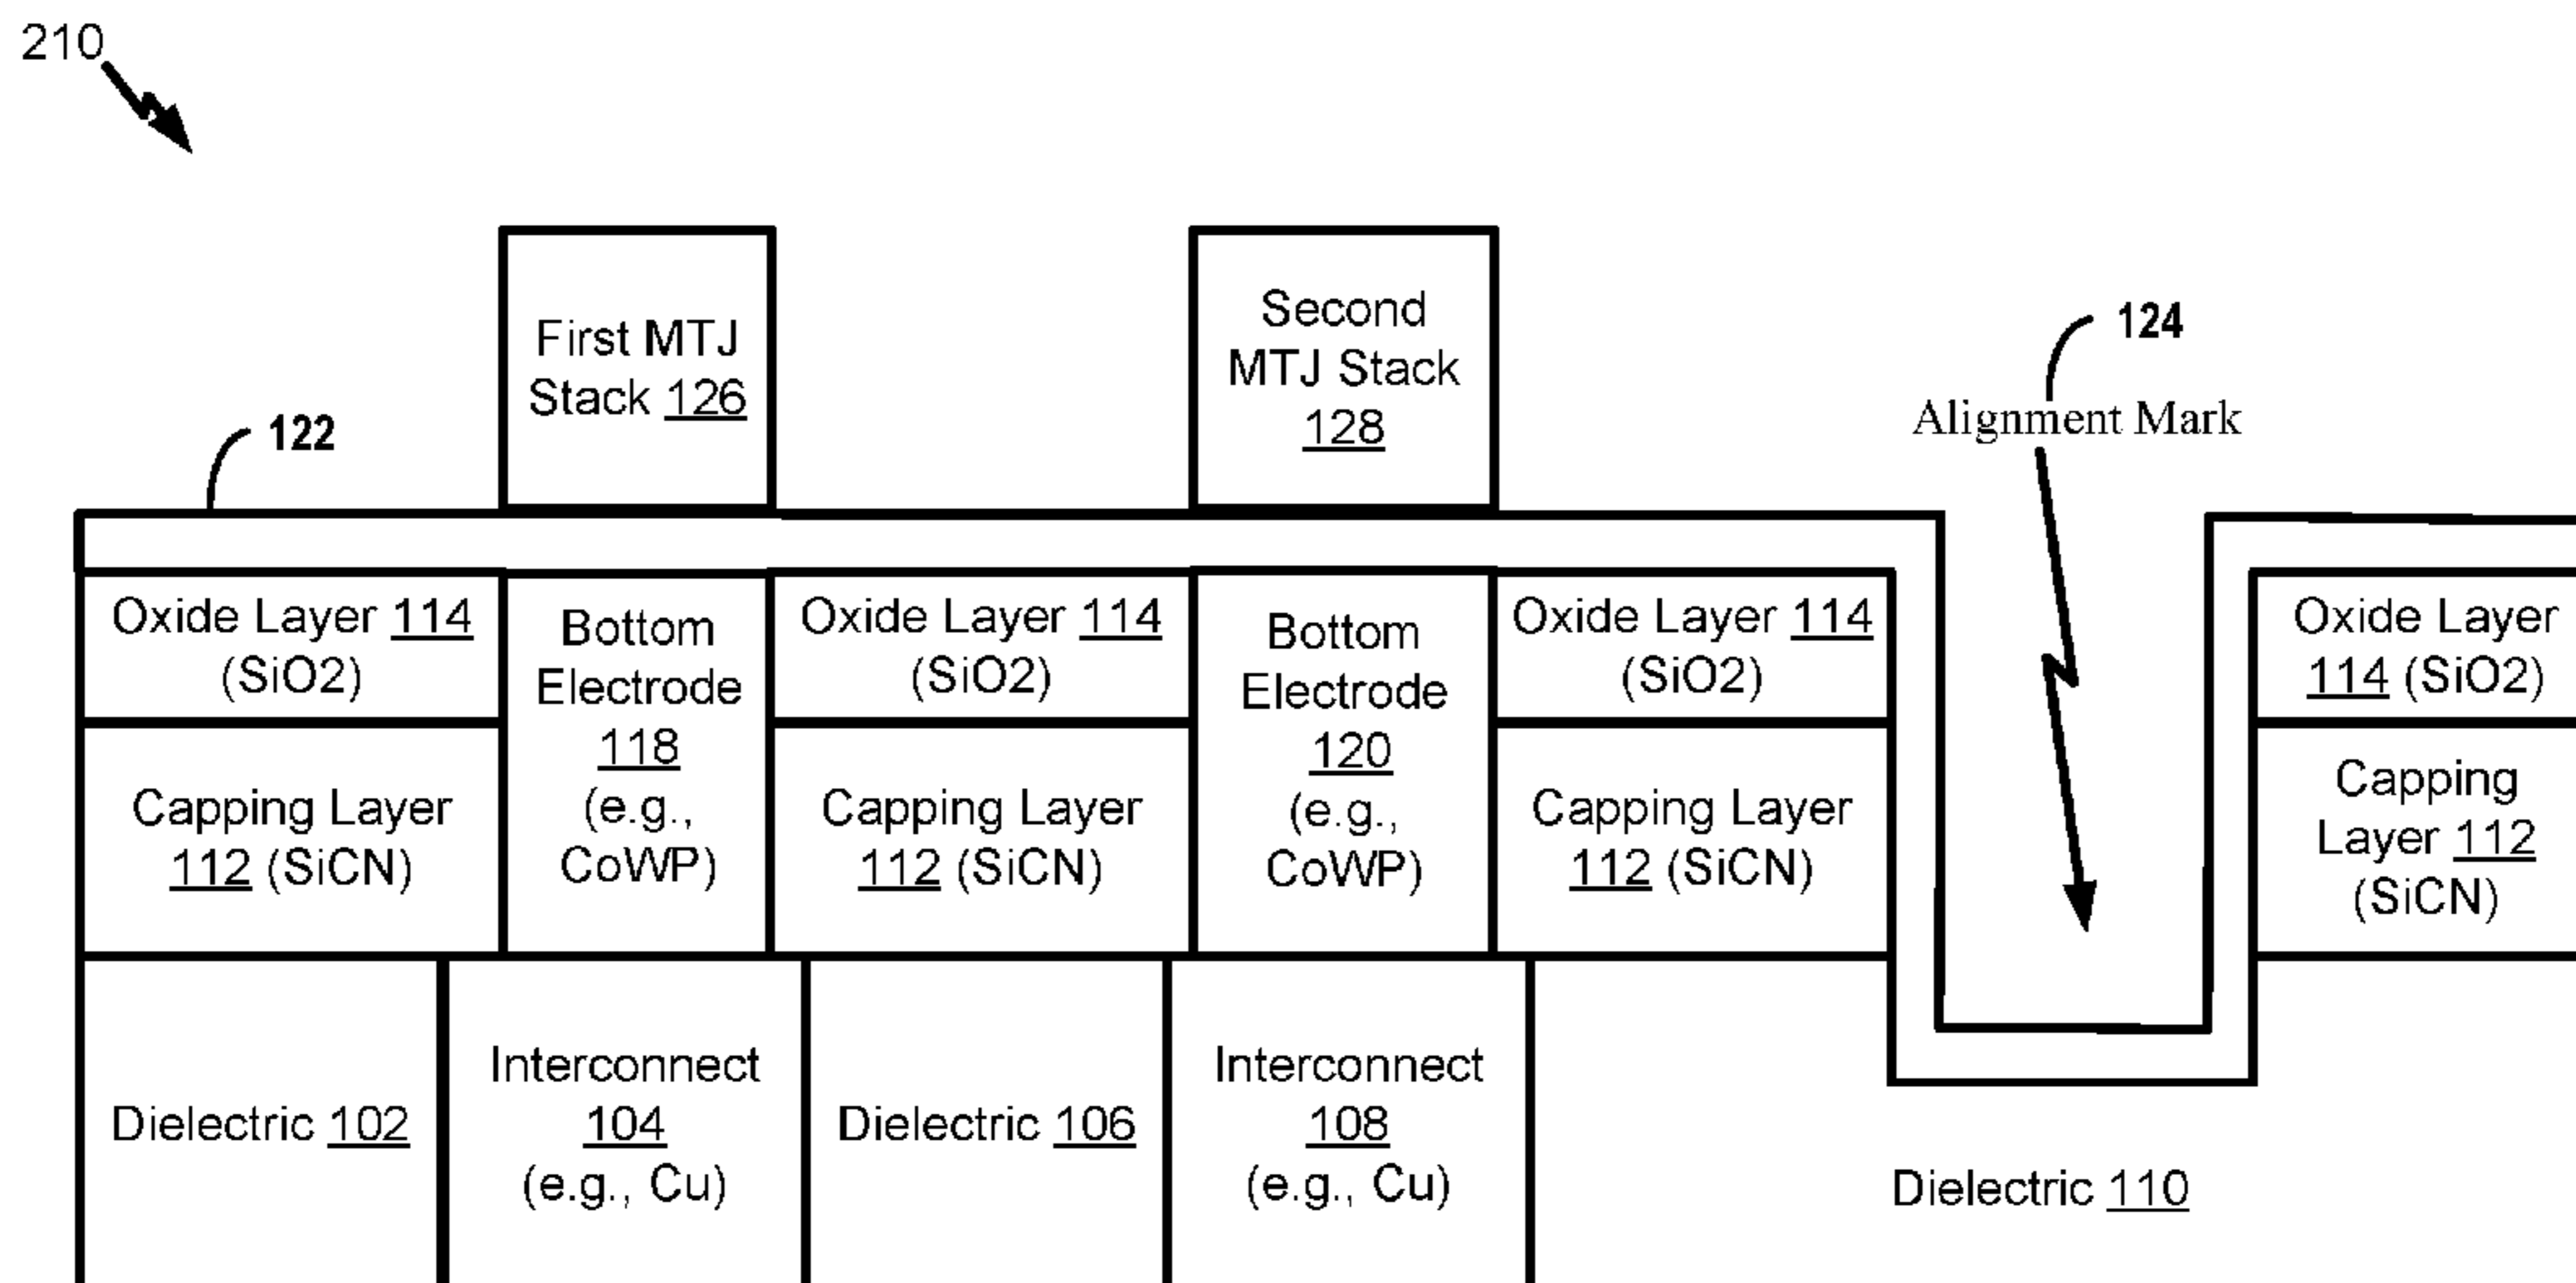 210
First MTJ
Stack 126
Second
MTJ Stack
128
124
Alignment Mark
122
Oxide Layer 114
(SiO2)
Bottom
Electrode
118
(e.g.,
CoWP)
Oxide Layer 114
(SiO2)
Bottom
Electrode
120
(e.g.,
CoWP)
Oxide Layer 114
(SiO2)
Oxide Layer
114 (SiO2)
Capping Layer
112 (SiCN)
Capping Layer
112 (SiCN)
Capping Layer
112 (SiCN)
Capping
Layer 112
(SiCN)
Dielectric 102
Interconnect
104
(e.g., Cu)
Dielectric 106
Interconnect
108
(e.g., Cu)
Dielectric 110